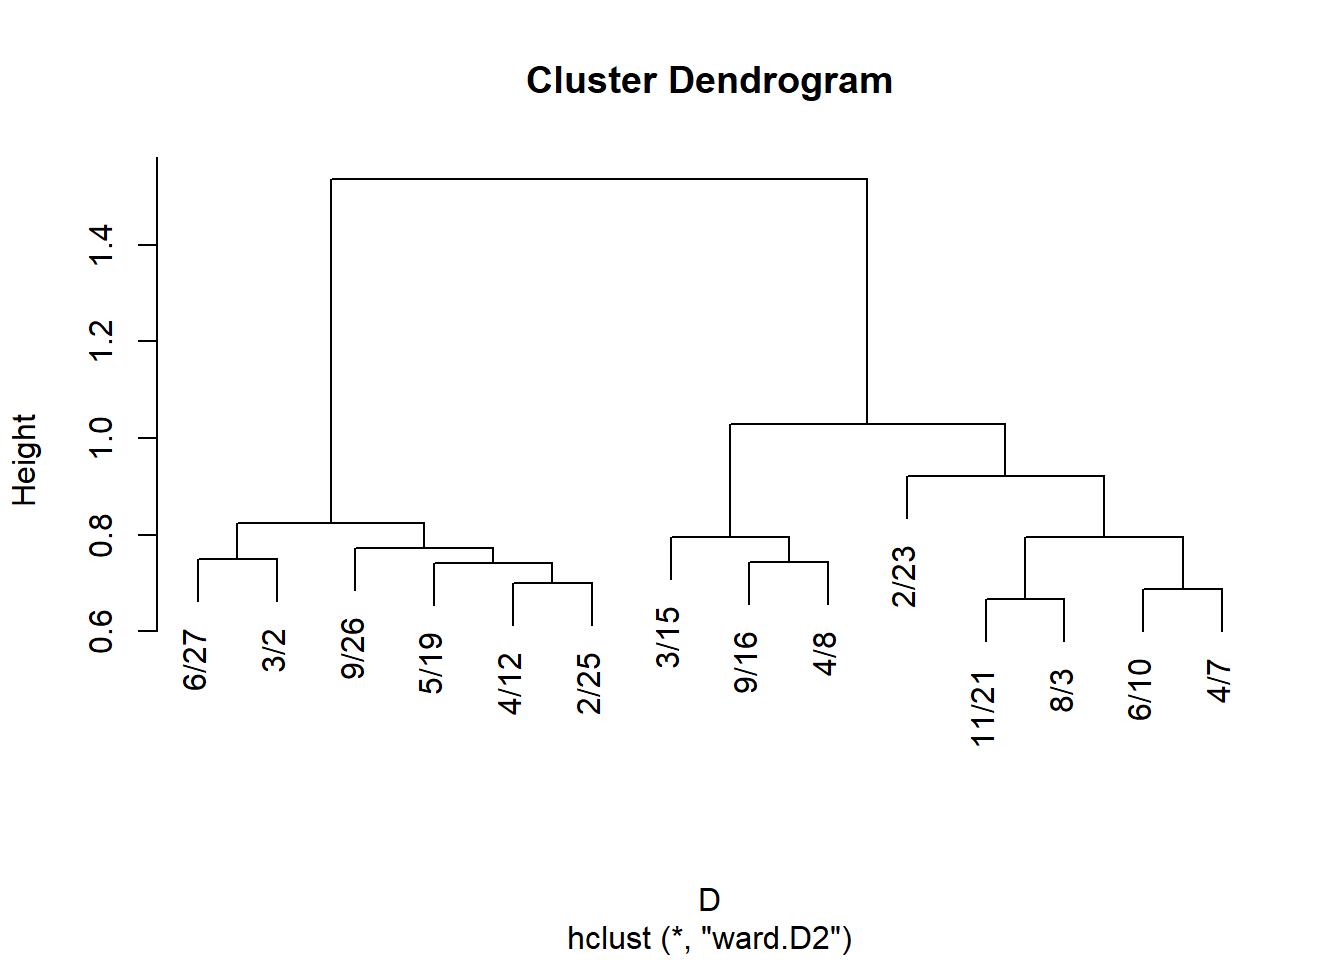 Cluster Dendrogram
Height
0.6 0.8 1.0 1.2 1.4
6/27
3/2
9/26
5/19
4/12
2/25
3/15
9/16
4/8
2/23
11/21
8/3
6/10
4/7
D
hclust (*, "ward.D2")